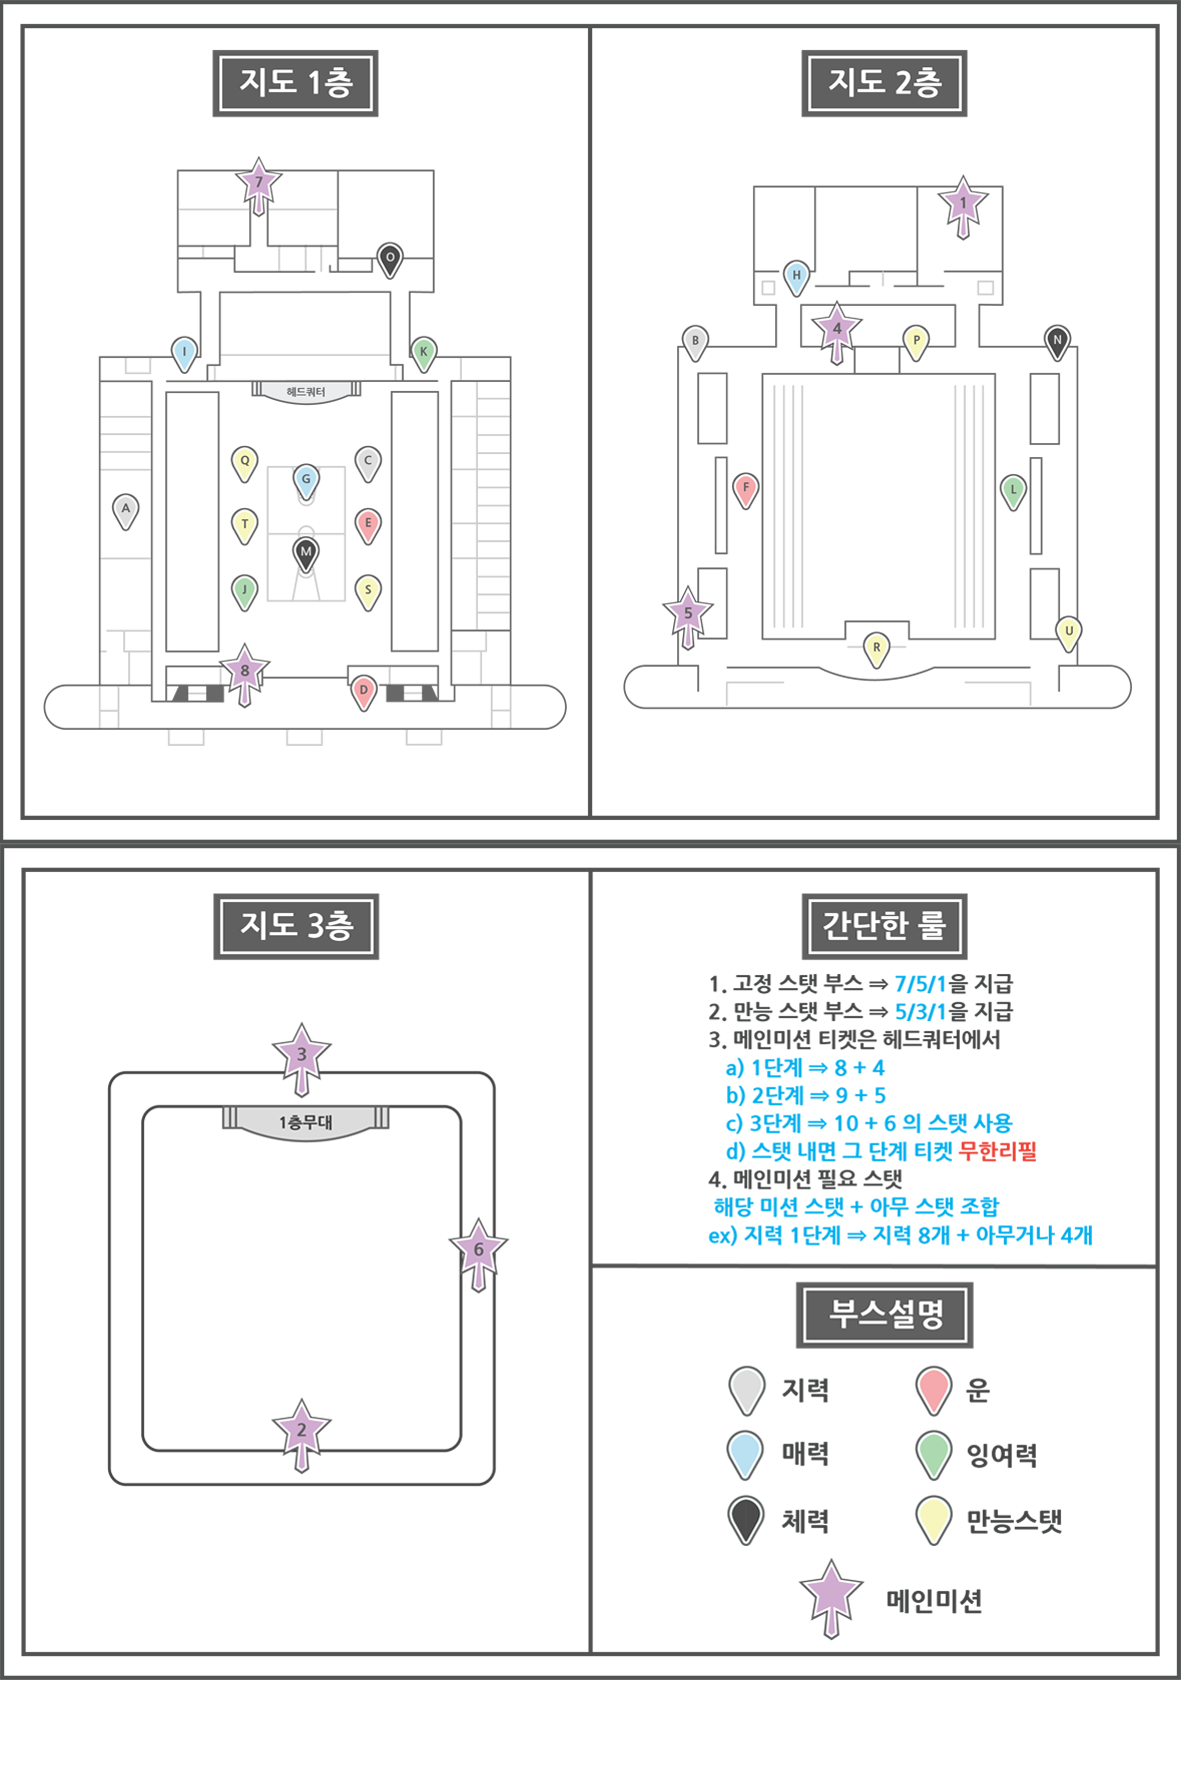 지도 1층
7
O
I
K
헤드쿼터
Q
G
C
A
T
E
M
J
S
8
D
지도 2층
1
H
4
P
B
N
F
L
5
R
U
지도 3층
3
1층무대
6
2
간단한 룰
1. 고정 스탯 부스 ⇒ 7/5/1을 지급
2. 만능 스탯 부스 ⇒ 5/3/1을 지급
3. 메인미션 티켓은 헤드쿼터에서
a) 1단계 ⇒ 8 + 4
b) 2단계 ⇒ 9 + 5
c) 3단계 ⇒ 10 + 6 의 스탯 사용
d) 스탯 내면 그 단계 티켓 무한리필
4. 메인미션 필요 스탯
해당 미션 스탯 + 아무 스탯 조합
ex) 지력 1단계 ⇒ 지력 8개 + 아무거나 4개
부스설명
지력
운
매력
잉여력
체력
만능스탯
메인미션